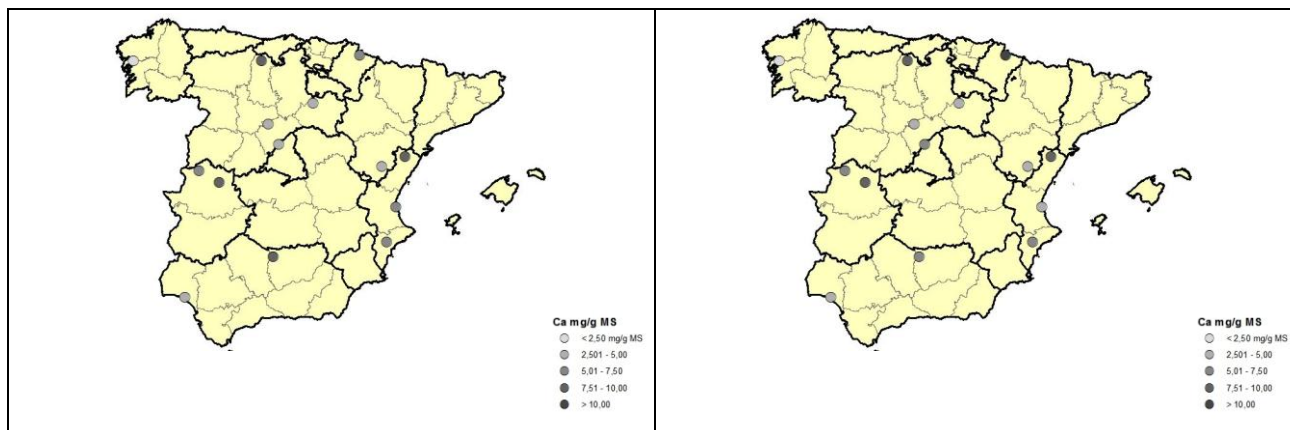 Ca mg/g MS
< 2,50 mg/g MS
2,501 - 5,00
5,01 - 7,50
7,51 - 10,00
> 10,00
Ca mg/g MS
< 2,50 mg/g MS
2,501 - 5,00
5,01 - 7,50
7,51 - 10,00
> 10,00